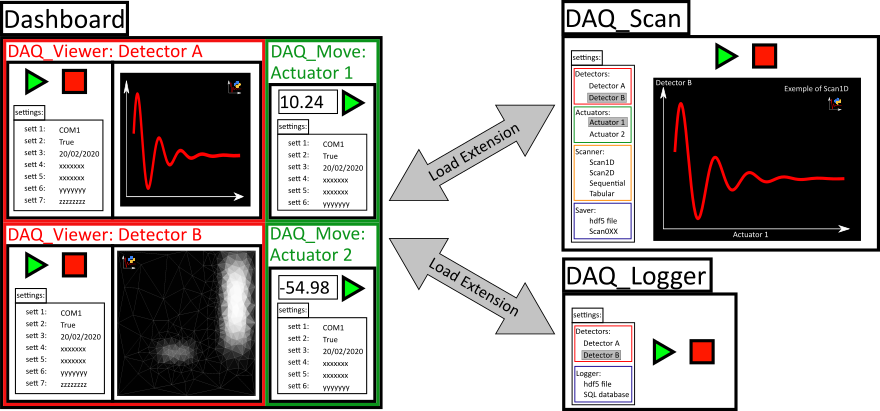 Dashboard
DAQ_Viewer: Detector A
settings:
sett 1: COM1
sett 2: True
sett 3: 20/02/2020
sett 4: xxxxxxx
sett 5: xxxxxxx
sett 6: yyyyyyy
sett 7: zzzzzzzz
DAQ_Move:
Actuator 1
10.24
settings:
sett 1: COM1
sett 2: True
sett 3: 20/02/2020
sett 4: xxxxxxx
sett 5: xxxxxxx
sett 6: yyyyyyy
DAQ_Viewer: Detector B
settings:
sett 1: COM1
sett 2: True
sett 3: 20/02/2020
sett 4: xxxxxxx
sett 5: xxxxxxx
sett 6: yyyyyyy
sett 7: zzzzzzzz
DAQ_Move:
Actuator 2
-54.98
settings:
sett 1: COM1
sett 2: True
sett 3: 20/02/2020
sett 4: xxxxxxx
sett 5: xxxxxxx
sett 6: yyyyyyy
Load Extension
Load Extension
DAQ_Scan
settings:
Detectors:
Detector A
Detector B
Actuators:
Actuator 1
Actuator 2
Scanner:
Scan1D
Scan2D
Sequential
Tabular
Saver:
hdf5 file
Scan0XX
Detector B
Exemple of Scan1D
Actuator 1
DAQ_Logger
settings:
Detectors:
Detector A
Detector B
Logger:
hdf5 file
SQL database